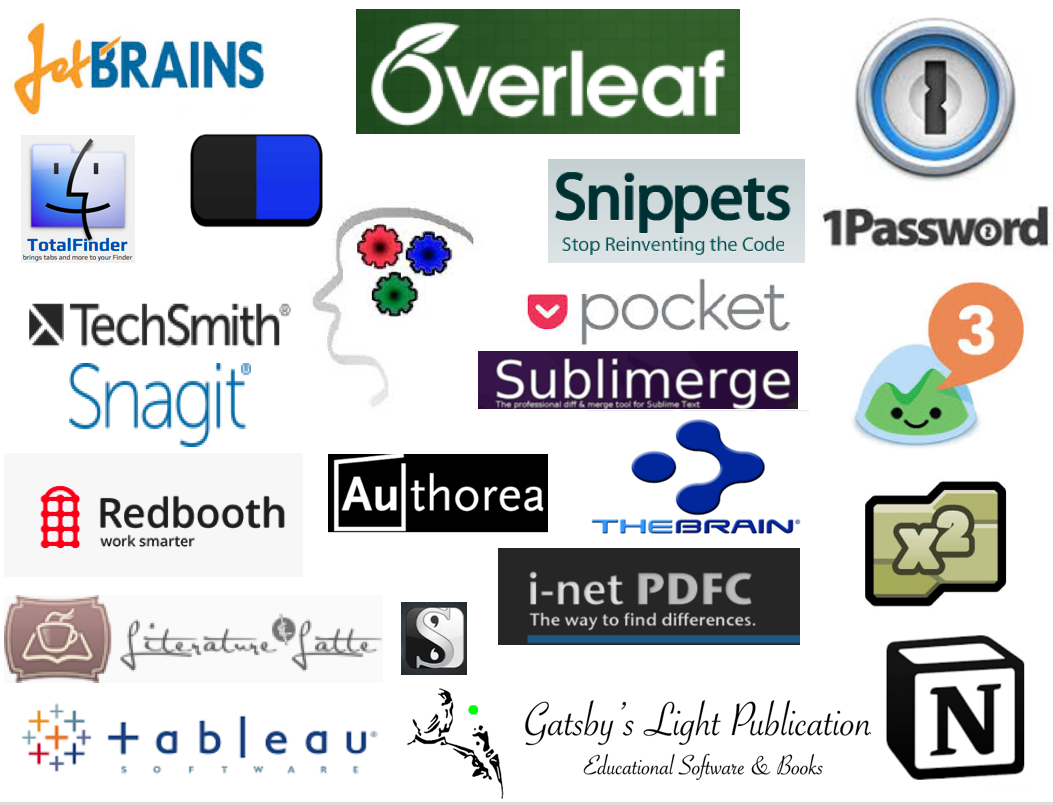 JetBRAINS
Overleaf
1Password
TotalFinder
brings tabs and more to your Finder
Snippets
Stop Reinventing the Code
TechSmith®
Snagit®
pocket
3
Sublimerge
The professional diff & merge tool for Sublime Text
Redbooth
work smarter
Authorea
THEBRAIN®
x2
i-net PDFC
The way to find differences.
Literature & Latte
S
tableau®
SOFTWARE
Gatsby's Light Publication
Educational Software & Books
N